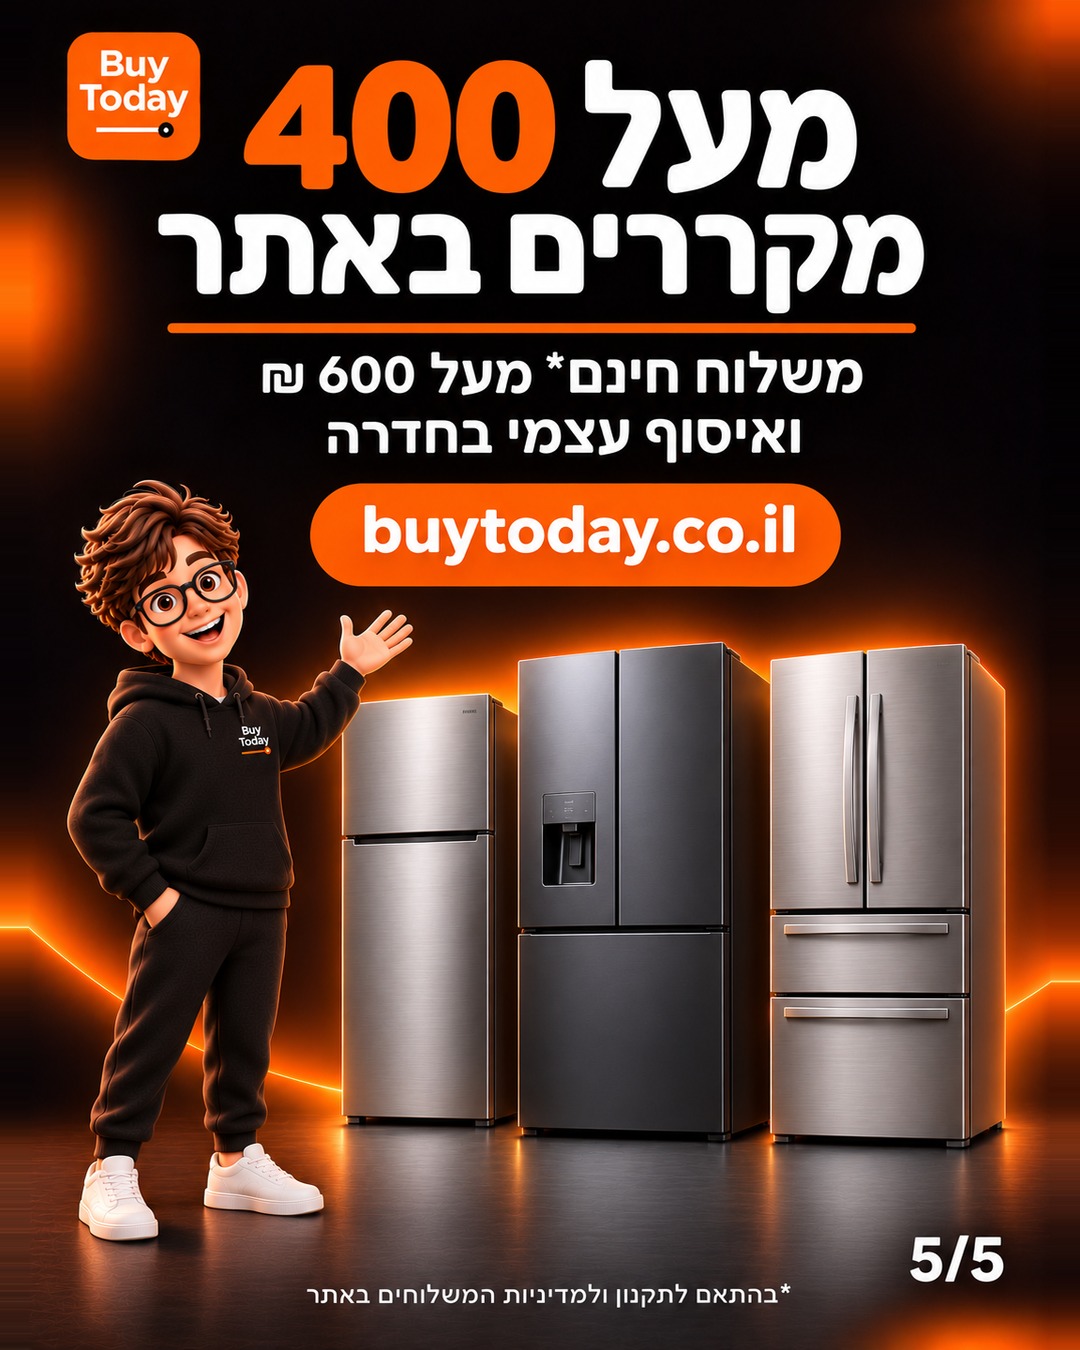 Buy
Today
מעל 400
מקררים באתר
משלוח חינם* מעל 600 ₪
ואיסוף עצמי בחדרה
buytoday.co.il
Buy
Today
5/5
*בהתאם לתקנון ולמדיניות המשלוחים באתר